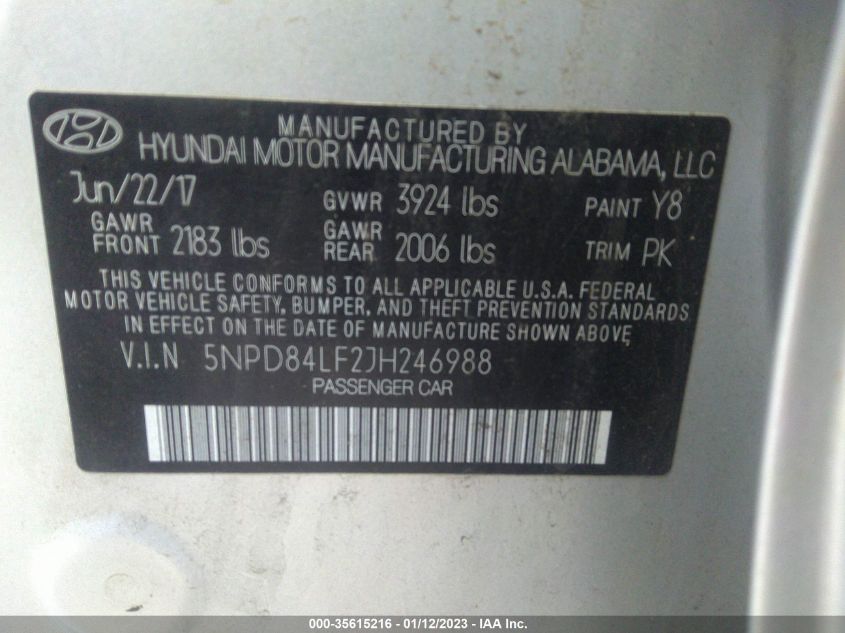 MANUFACTURED BY
HYUNDAI MOTOR MANUFACTURING ALABAMA, LLC
Jun/22/17 GVWR 3924 lbs PAINT Y8
GAWR FRONT 2183 lbs GAWR REAR 2006 lbs TRIM PK
THIS VEHICLE CONFORMS TO ALL APPLICABLE U.S.A. FEDERAL
MOTOR VEHICLE SAFETY, BUMPER, AND THEFT PREVENTION STANDARDS
IN EFFECT ON THE DATE OF MANUFACTURE SHOWN ABOVE
V.I.N 5NPD84LF2JH246988
PASSENGER CAR
000-35615216 - 01/12/2023 - IAA Inc.